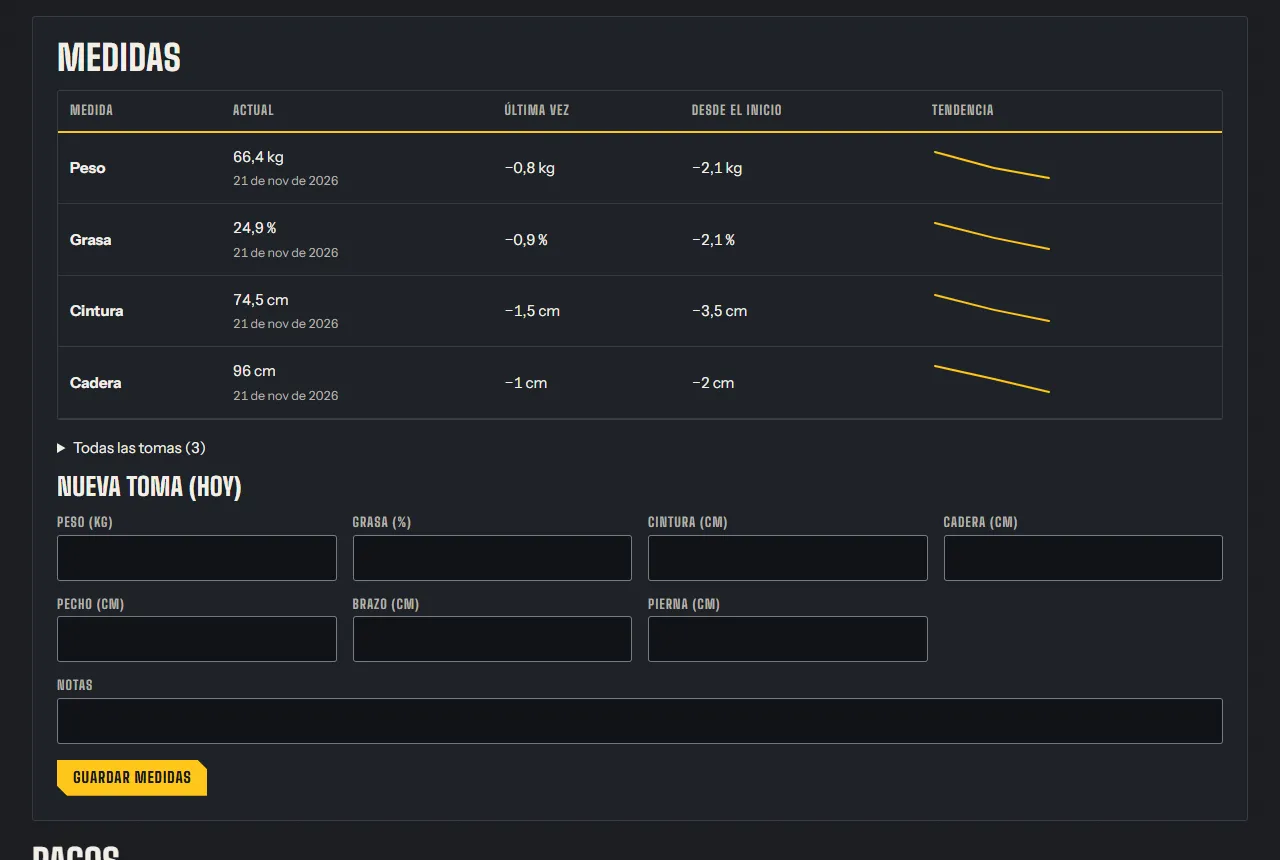 MEDIDAS
MEDIDA ACTUAL ÚLTIMA VEZ DESDE EL INICIO TENDENCIA
Peso 66,4 kg −0,8 kg −2,1 kg
21 de nov de 2026
Grasa 24,9 % −0,9 % −2,1 %
21 de nov de 2026
Cintura 74,5 cm −1,5 cm −3,5 cm
21 de nov de 2026
Cadera 96 cm −1 cm −2 cm
21 de nov de 2026
Todas las tomas (3)
NUEVA TOMA (HOY)
PESO (KG) GRASA (%) CINTURA (CM) CADERA (CM)
PECHO (CM) BRAZO (CM) PIERNA (CM)
NOTAS
GUARDAR MEDIDAS
PAGOS